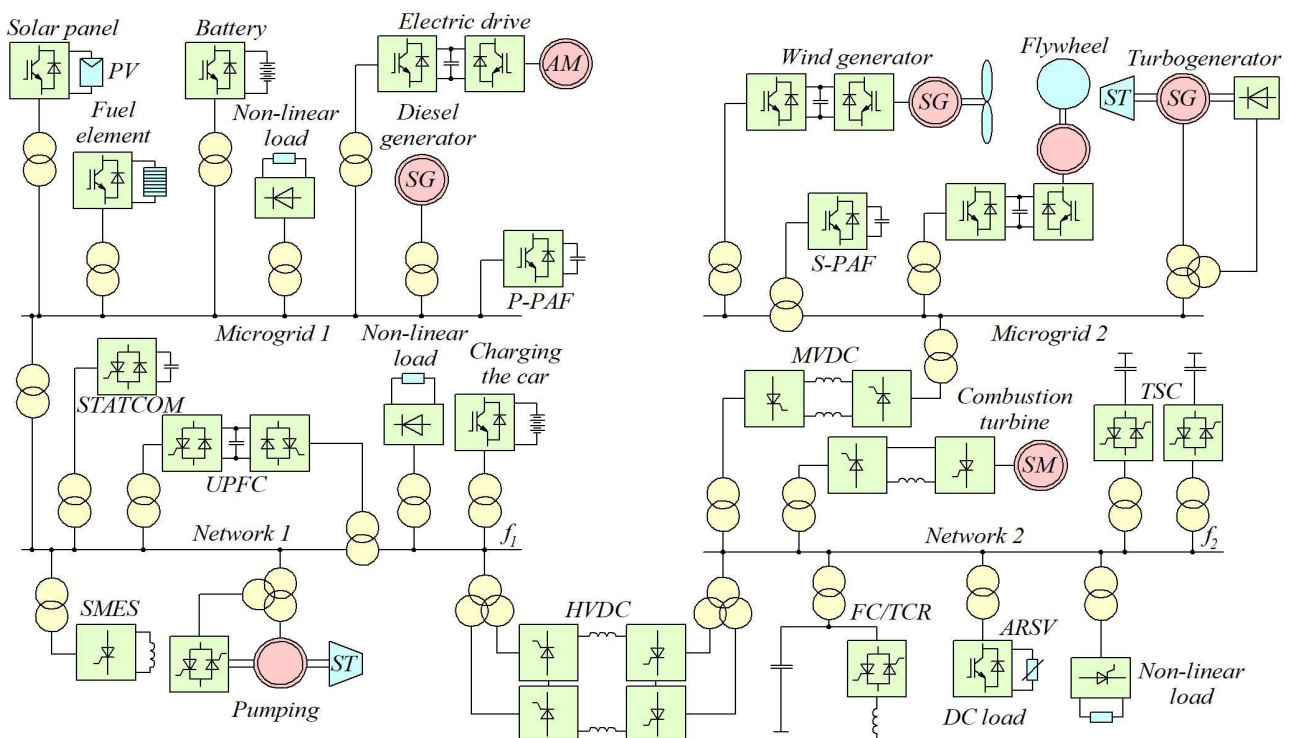 Solar panel
PV
Battery
Electric drive
AM
Fuel
element
Non-linear
load
Diesel
generator
SG
P-PAF
Microgrid 1
Wind generator
SG
Flywheel
Turbogenerator
ST
SG
S-PAF
Microgrid 2
STATCOM
UPFC
Non-linear
load
Charging
the car
Network 1
f1
MVDC
Combustion
turbine
SM
TSC
Network 2
f2
SMES
Pumping
ST
HVDC
FC/TCR
ARSV
DC load
Non-linear
load